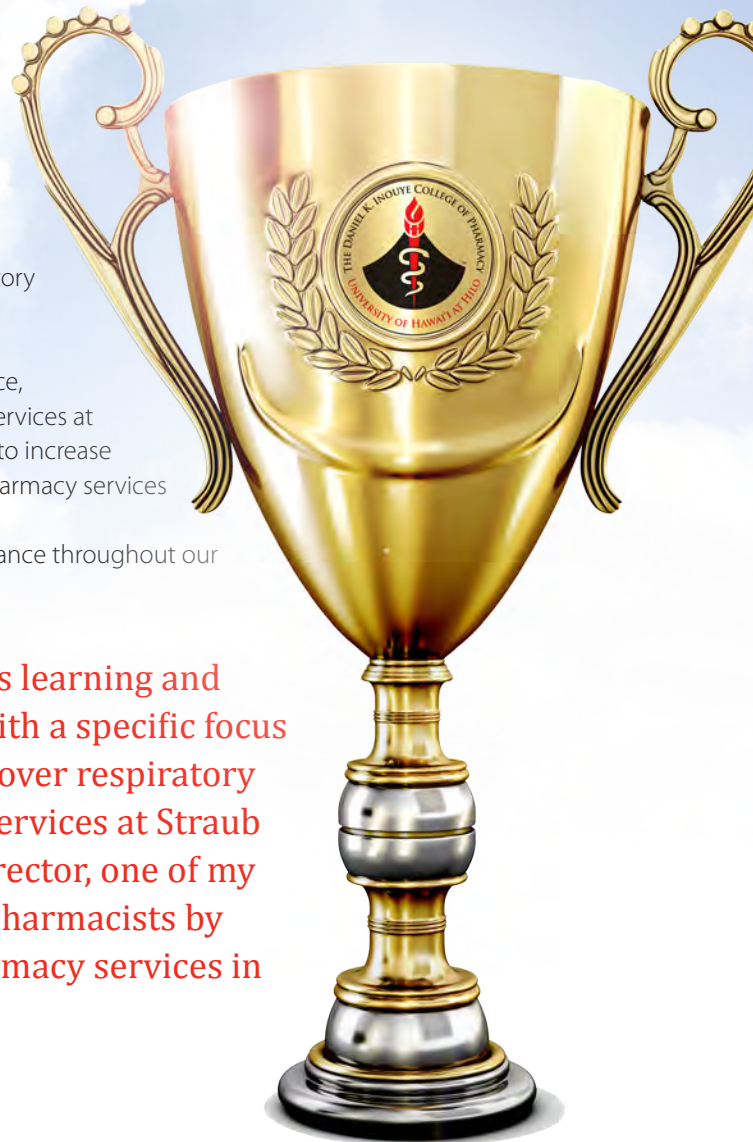 tory
ce,
ervices at
to increase
armacy services
ance throughout our
s learning and
ith a specific focus
over respiratory
ervices at Straub
rector, one of my
harmacists by
macy services in
THE DANIEL K. INOUYE COLLEGE OF PHARMACY
UNIVERSITY OF HAWAI‘I AT HILO